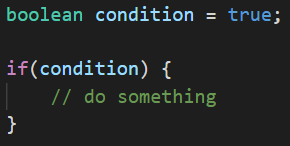 boolean condition = true;

if(condition) {
    // do something
}